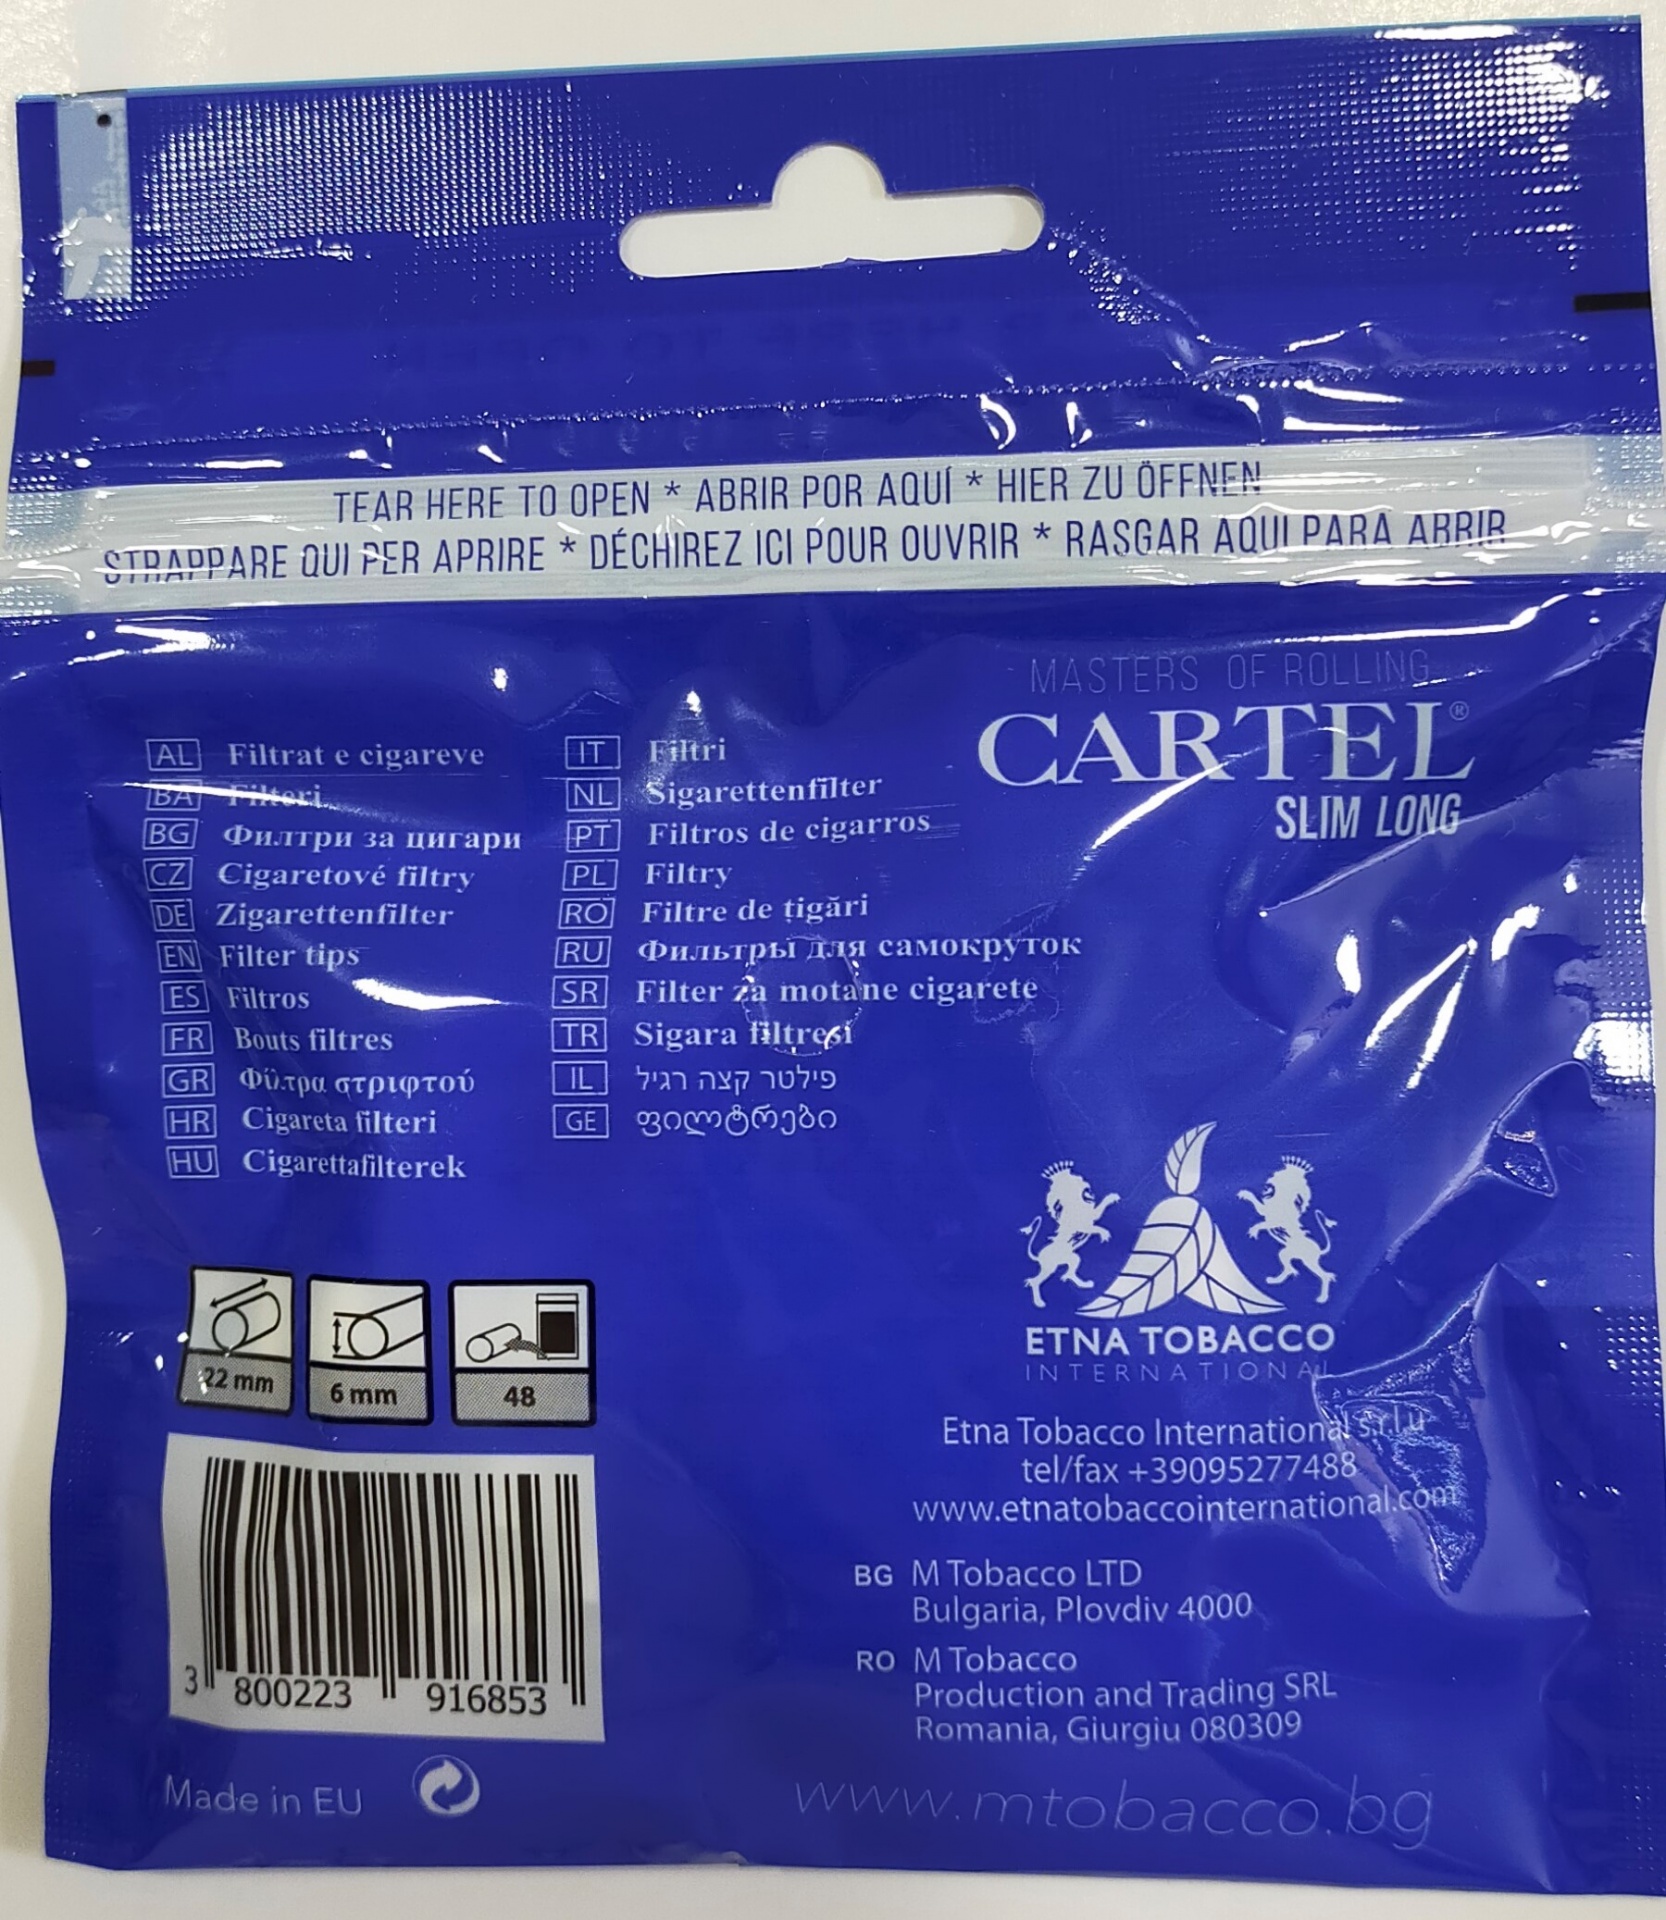 TEAR HERE TO OPEN * ABRIR POR AQUÍ * HIER ZU ÖFFNEN
STRAPPARE QUI PER APRIRE * DÉCHIREZ ICI POUR OUVRIR * RASGAR AQUI PARA ABRIR
MASTERS OF ROLLING
CARTEL®
SLIM LONG
AL Filtrat e cigareve
BA Filteri
BG Филтри за цигари
CZ Cigaretové filtry
DE Zigarettenfilter
EN Filter tips
ES Filtros
FR Bouts filtres
GR Φίλτρα στριφτού
HR Cigareta filteri
HU Cigarettafilterek
IT Filtri
NL Sigarettenfilter
PT Filtros de cigarros
PL Filtry
RO Filtre de țigări
RU Фильтры для самокруток
SR Filter za motane cigarete
TR Sigara filtresi
IL פילטר קצה רגיל
GE ფილტრები
22 mm
6 mm
48
3 800223 916853
Made in EU
ETNA TOBACCO
INTERNATIONAL
Etna Tobacco International s.r.l.u
tel/fax +39095277488
www.etnatobaccointernational.com
BG M Tobacco LTD
Bulgaria, Plovdiv 4000
RO M Tobacco
Production and Trading SRL
Romania, Giurgiu 080309
www.mtobacco.bg